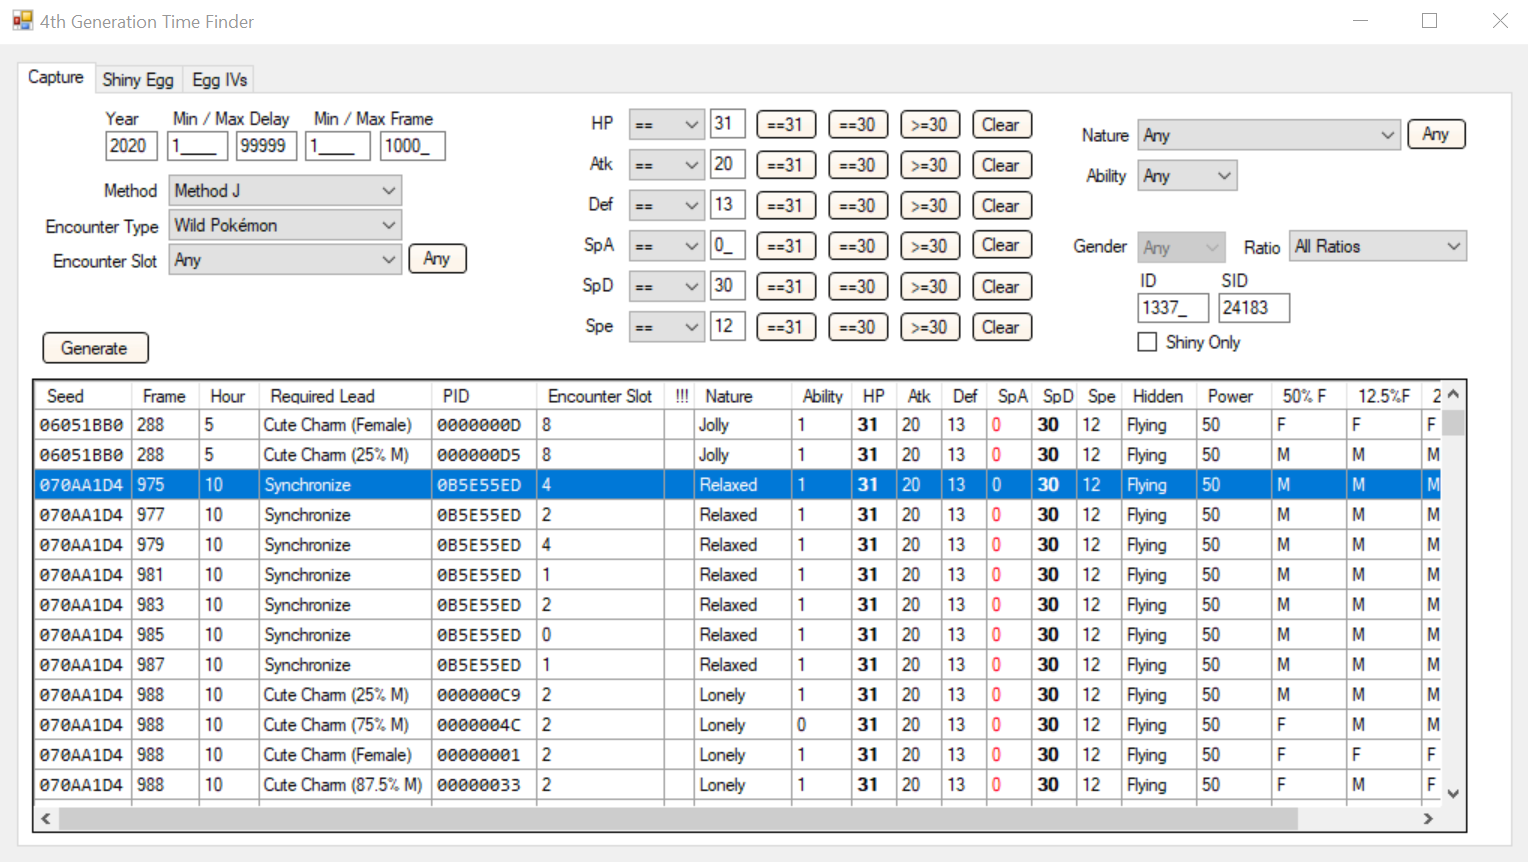 4th Generation Time Finder
Capture Shiny Egg Egg IVs
Year Min / Max Delay Min / Max Frame
2020 1____ 99999 1____ 1000_
Method Method J
Encounter Type Wild Pokémon
Encounter Slot Any Any
Generate
HP == 31 ==31 ==30 >=30 Clear
Atk == 20 ==31 ==30 >=30 Clear
Def == 13 ==31 ==30 >=30 Clear
SpA == 0_ ==31 ==30 >=30 Clear
SpD == 30 ==31 ==30 >=30 Clear
Spe == 12 ==31 ==30 >=30 Clear
Nature Any Any
Ability Any
Gender Any Ratio All Ratios
ID SID
1337_ 24183
Shiny Only
Seed Frame Hour Required Lead PID Encounter Slot !!! Nature Ability HP Atk Def SpA SpD Spe Hidden Power 50% F 12.5%F 2
06051BB0 288 5 Cute Charm (Female) 0000000D 8 Jolly 1 31 20 13 0 30 12 Flying 50 F F F
06051BB0 288 5 Cute Charm (25% M) 000000D5 8 Jolly 1 31 20 13 0 30 12 Flying 50 M M M
070AA1D4 975 10 Synchronize 0B5E55ED 4 Relaxed 1 31 20 13 0 30 12 Flying 50 M M M
070AA1D4 977 10 Synchronize 0B5E55ED 2 Relaxed 1 31 20 13 0 30 12 Flying 50 M M M
070AA1D4 979 10 Synchronize 0B5E55ED 4 Relaxed 1 31 20 13 0 30 12 Flying 50 M M M
070AA1D4 981 10 Synchronize 0B5E55ED 1 Relaxed 1 31 20 13 0 30 12 Flying 50 M M M
070AA1D4 983 10 Synchronize 0B5E55ED 2 Relaxed 1 31 20 13 0 30 12 Flying 50 M M M
070AA1D4 985 10 Synchronize 0B5E55ED 0 Relaxed 1 31 20 13 0 30 12 Flying 50 M M M
070AA1D4 987 10 Synchronize 0B5E55ED 1 Relaxed 1 31 20 13 0 30 12 Flying 50 M M M
070AA1D4 988 10 Cute Charm (25% M) 000000C9 2 Lonely 1 31 20 13 0 30 12 Flying 50 M M M
070AA1D4 988 10 Cute Charm (75% M) 0000004C 2 Lonely 0 31 20 13 0 30 12 Flying 50 F M M
070AA1D4 988 10 Cute Charm (Female) 00000001 2 Lonely 1 31 20 13 0 30 12 Flying 50 F F F
070AA1D4 988 10 Cute Charm (87.5% M) 00000033 2 Lonely 1 31 20 13 0 30 12 Flying 50 F M F